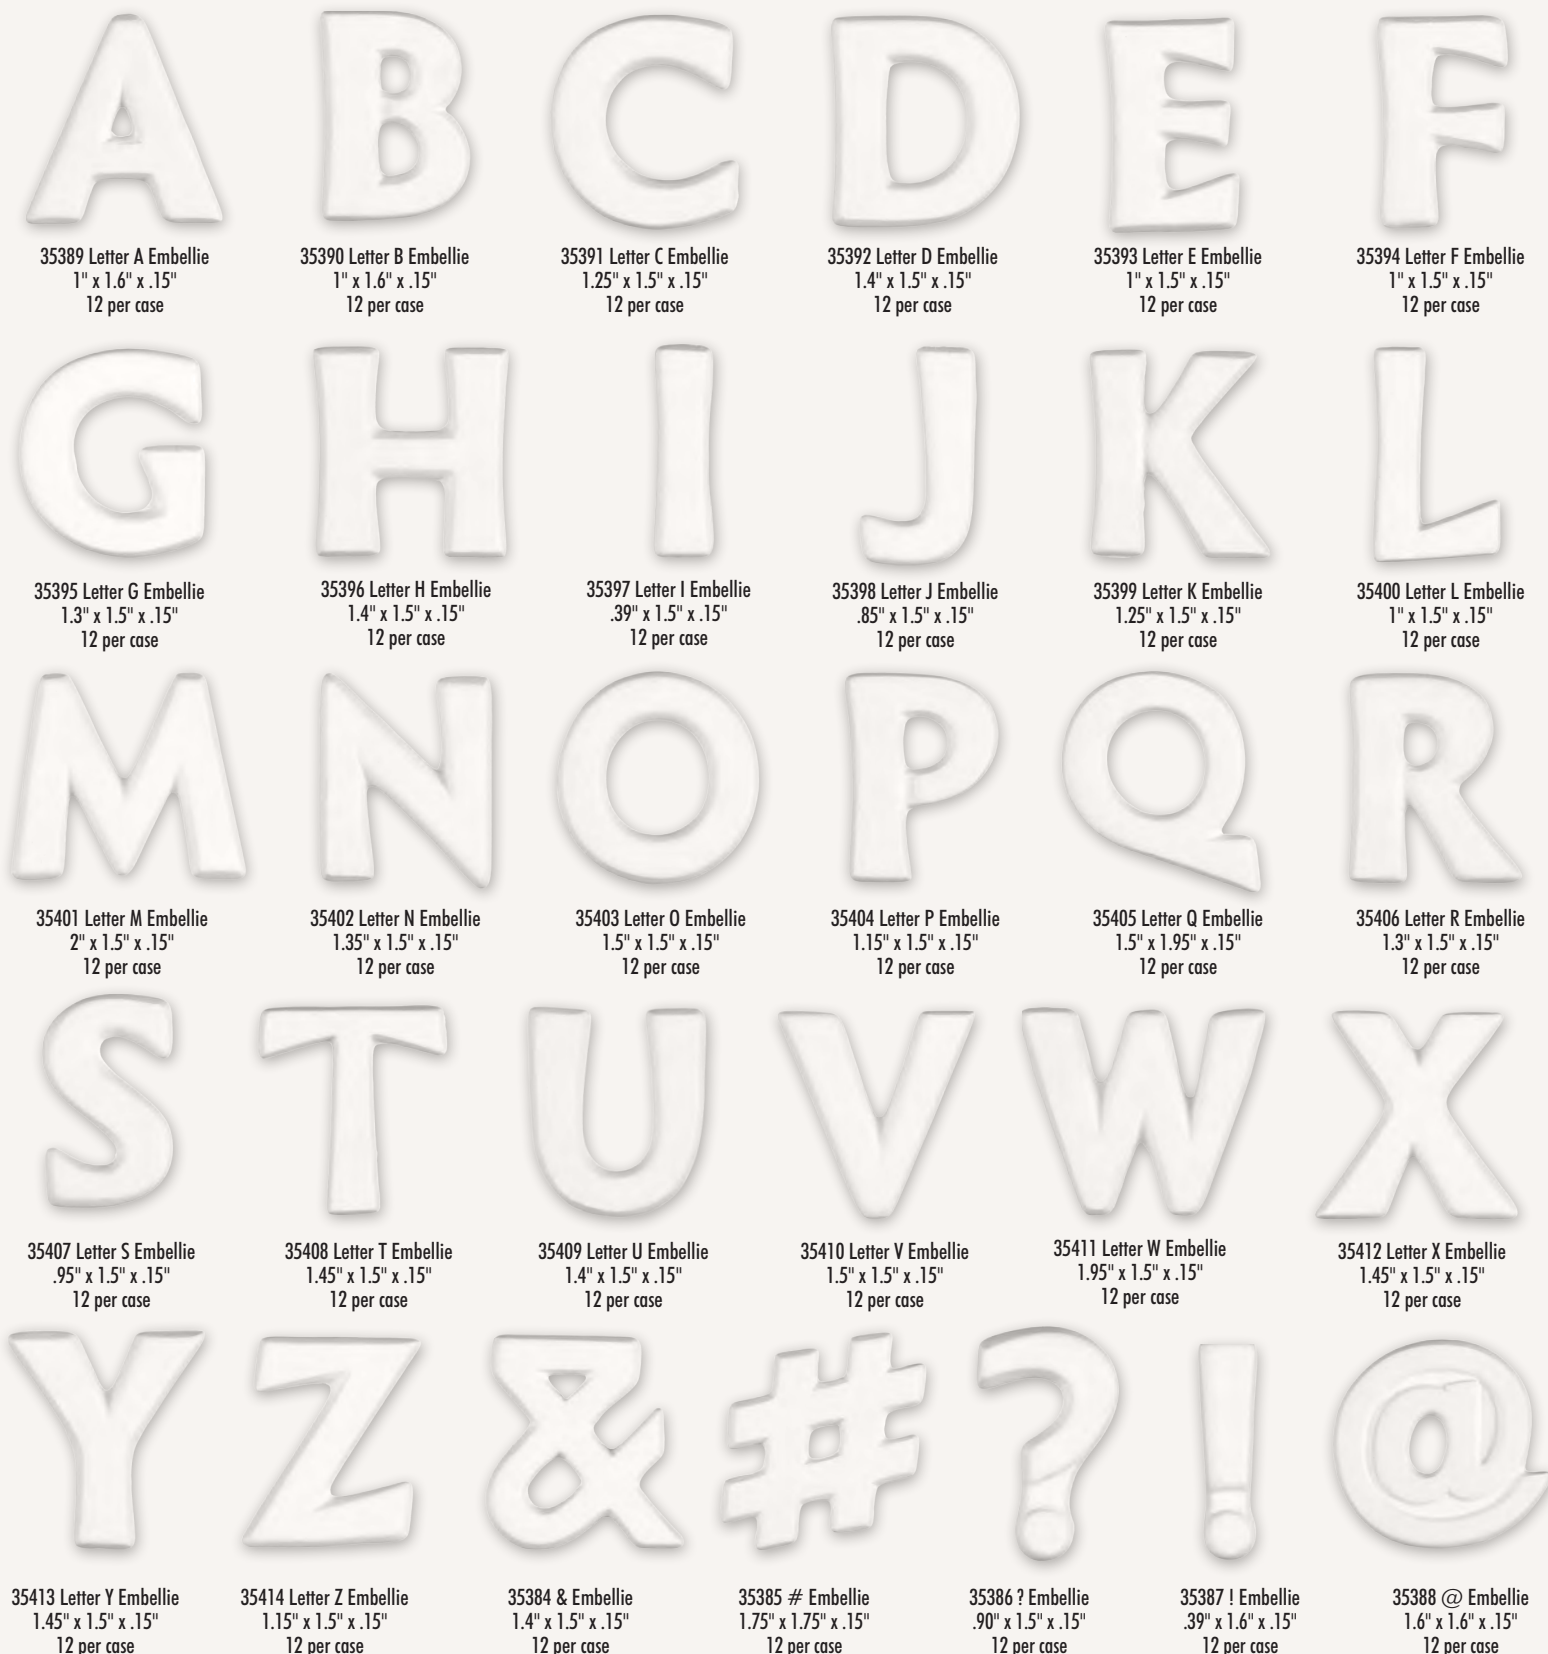 A B C D E F
35389 Letter A Embellie
1" x 1.6" x .15"
12 per case
35390 Letter B Embellie
1" x 1.6" x .15"
12 per case
35391 Letter C Embellie
1.25" x 1.5" x .15"
12 per case
35392 Letter D Embellie
1.4" x 1.5" x .15"
12 per case
35393 Letter E Embellie
1" x 1.5" x .15"
12 per case
35394 Letter F Embellie
1" x 1.5" x .15"
12 per case
G H I J K L
35395 Letter G Embellie
1.3" x 1.5" x .15"
12 per case
35396 Letter H Embellie
1.4" x 1.5" x .15"
12 per case
35397 Letter I Embellie
.39" x 1.5" x .15"
12 per case
35398 Letter J Embellie
.85" x 1.5" x .15"
12 per case
35399 Letter K Embellie
1.25" x 1.5" x .15"
12 per case
35400 Letter L Embellie
1" x 1.5" x .15"
12 per case
M N O P Q R
35401 Letter M Embellie
2" x 1.5" x .15"
12 per case
35402 Letter N Embellie
1.35" x 1.5" x .15"
12 per case
35403 Letter O Embellie
1.5" x 1.5" x .15"
12 per case
35404 Letter P Embellie
1.15" x 1.5" x .15"
12 per case
35405 Letter Q Embellie
1.5" x 1.95" x .15"
12 per case
35406 Letter R Embellie
1.3" x 1.5" x .15"
12 per case
S T U V W X
35407 Letter S Embellie
.95" x 1.5" x .15"
12 per case
35408 Letter T Embellie
1.45" x 1.5" x .15"
12 per case
35409 Letter U Embellie
1.4" x 1.5" x .15"
12 per case
35410 Letter V Embellie
1.5" x 1.5" x .15"
12 per case
35411 Letter W Embellie
1.95" x 1.5" x .15"
12 per case
35412 Letter X Embellie
1.45" x 1.5" x .15"
12 per case
Y Z & # ? ! @
35413 Letter Y Embellie
1.45" x 1.5" x .15"
12 per case
35414 Letter Z Embellie
1.15" x 1.5" x .15"
12 per case
35384 & Embellie
1.4" x 1.5" x .15"
12 per case
35385 # Embellie
1.75" x 1.75" x .15"
12 per case
35386 ? Embellie
.90" x 1.5" x .15"
12 per case
35387 ! Embellie
.39" x 1.6" x .15"
12 per case
35388 @ Embellie
1.6" x 1.6" x .15"
12 per case